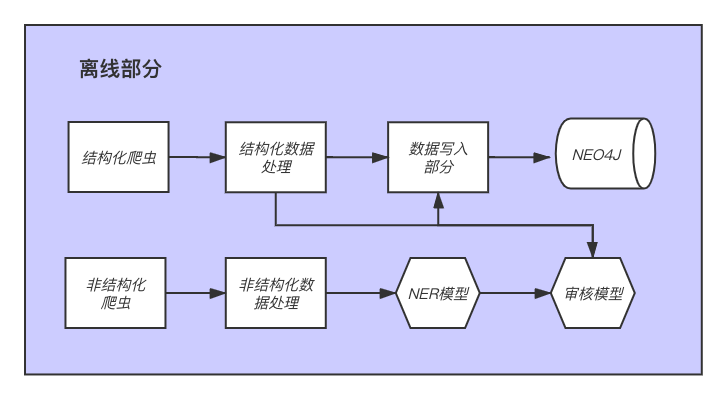 离线部分
结构化爬虫
结构化数据
处理
数据写入
部分
NEO4J
非结构化
爬虫
非结构化数
据处理
NER模型
审核模型